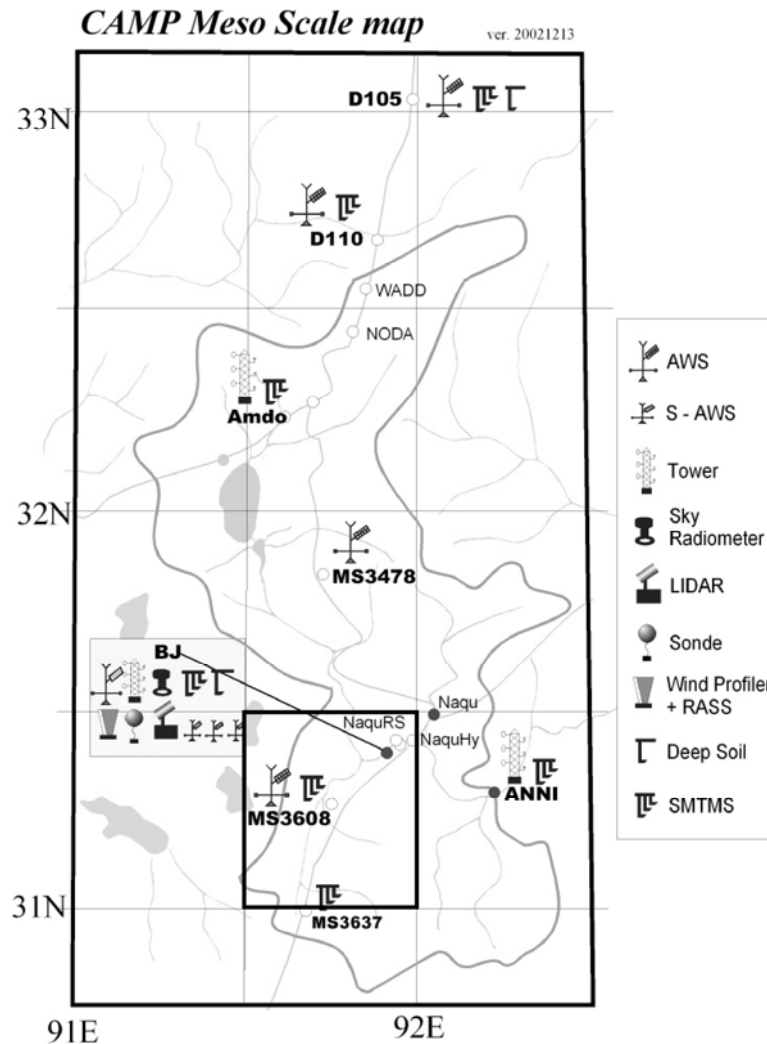 CAMP Meso Scale map
ver. 20021213
33N
D105
D110
WADD
NODA
Amdo
32N
MS3478
BJ
Naqu
NaquRS
NaquHy
ANNI
MS3608
31N
MS3637
91E
92E
AWS
S - AWS
Tower
Sky
Radiometer
LIDAR
Sonde
Wind Profiler
+ RASS
Deep Soil
SMTMS